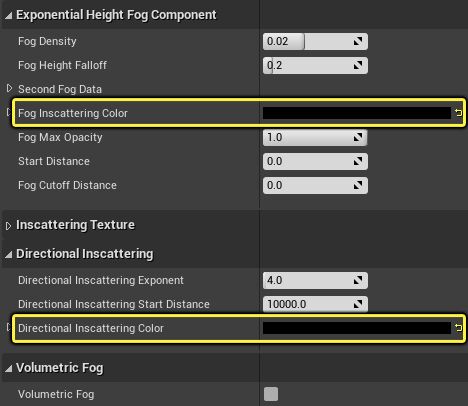 Exponential Height Fog Component
Fog Density 0.02
Fog Height Falloff 0.2
Second Fog Data
Fog Inscattering Color
Fog Max Opacity 1.0
Start Distance 0.0
Fog Cutoff Distance 0.0
Inscattering Texture
Directional Inscattering
Directional Inscattering Exponent 4.0
Directional Inscattering Start Distance 10000.0
Directional Inscattering Color
Volumetric Fog
Volumetric Fog